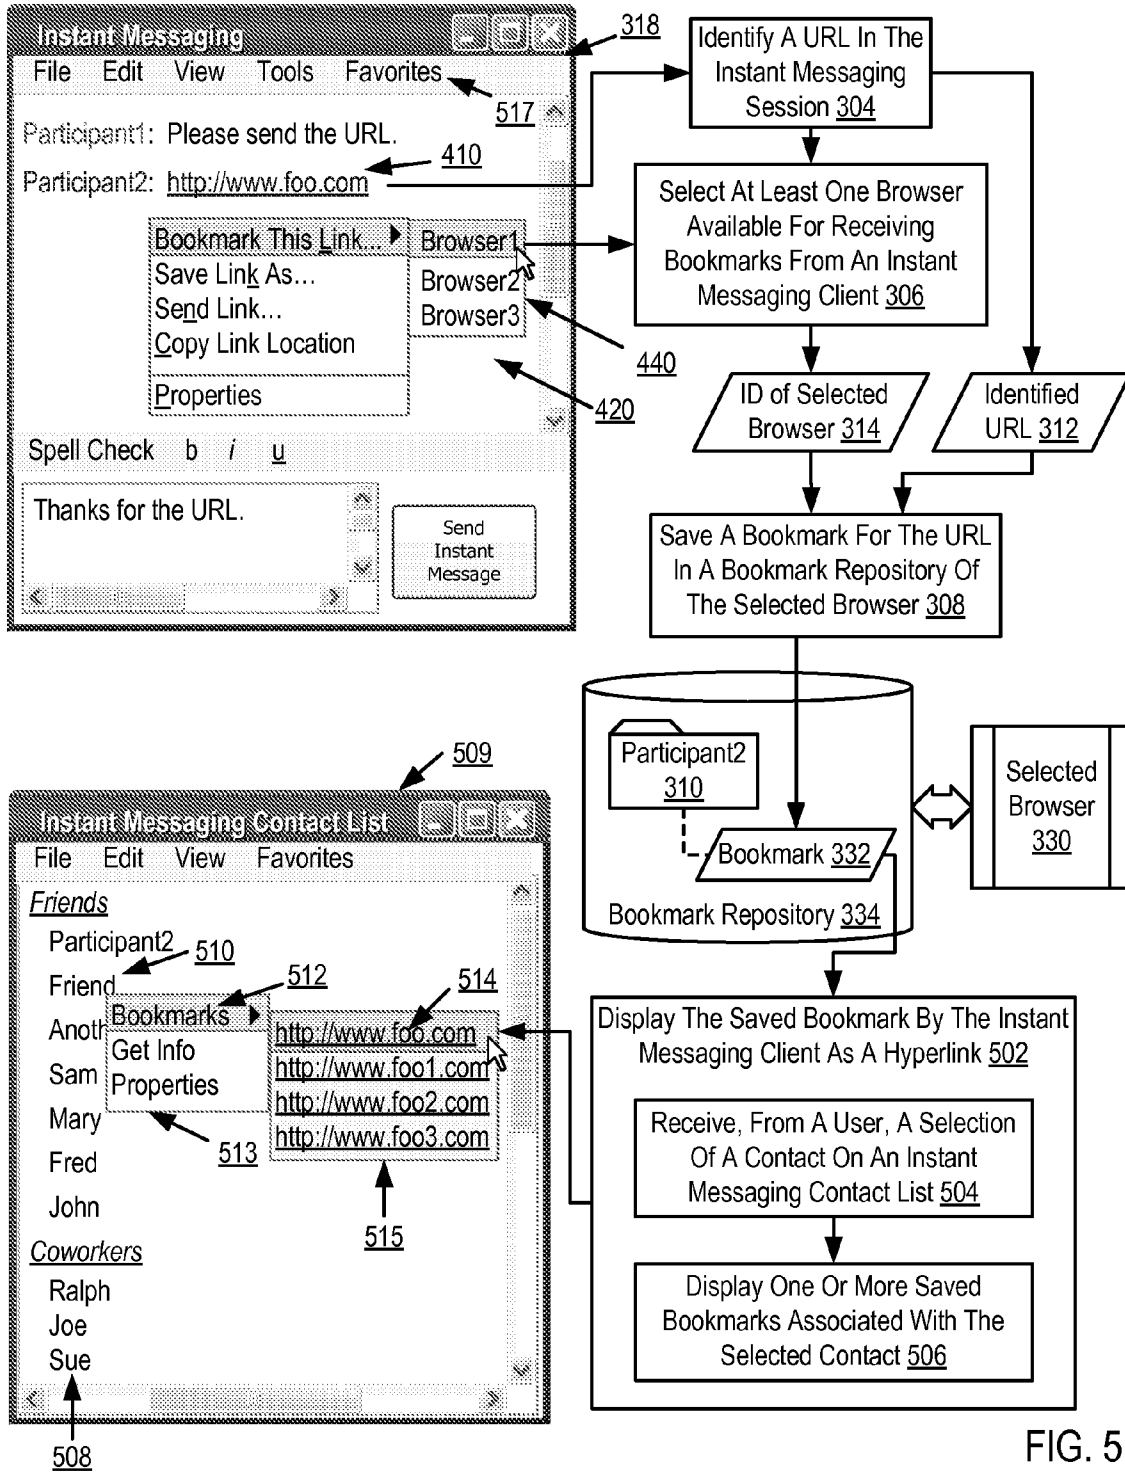 Instant Messaging
318
File Edit View Tools Favorites
517
Participant1: Please send the URL.
410
Participant2: http://www.foo.com
Bookmark This Link...
Save Link As...
Send Link...
Copy Link Location
Properties
Browser1
Browser2
Browser3
440
420
Spell Check b i u
Thanks for the URL.
Send
Instant
Message
Identify A URL In The
Instant Messaging
Session 304
Select At Least One Browser
Available For Receiving
Bookmarks From An Instant
Messaging Client 306
ID of Selected
Browser 314
Identified
URL 312
Save A Bookmark For The URL
In A Bookmark Repository Of
The Selected Browser 308
Participant2
310
Bookmark 332
Bookmark Repository 334
Selected
Browser
330
509
Instant Messaging Contact List
File Edit View Favorites
Friends
Participant2
510
Friend
512
514
Anoth
Sam
Mary
Fred
John
Bookmarks
Get Info
Properties
513
http://www.foo.com
http://www.foo1.com
http://www.foo2.com
http://www.foo3.com
515
Coworkers
Ralph
Joe
Sue
508
Display The Saved Bookmark By The Instant
Messaging Client As A Hyperlink 502
Receive, From A User, A Selection
Of A Contact On An Instant
Messaging Contact List 504
Display One Or More Saved
Bookmarks Associated With The
Selected Contact 506
FIG. 5